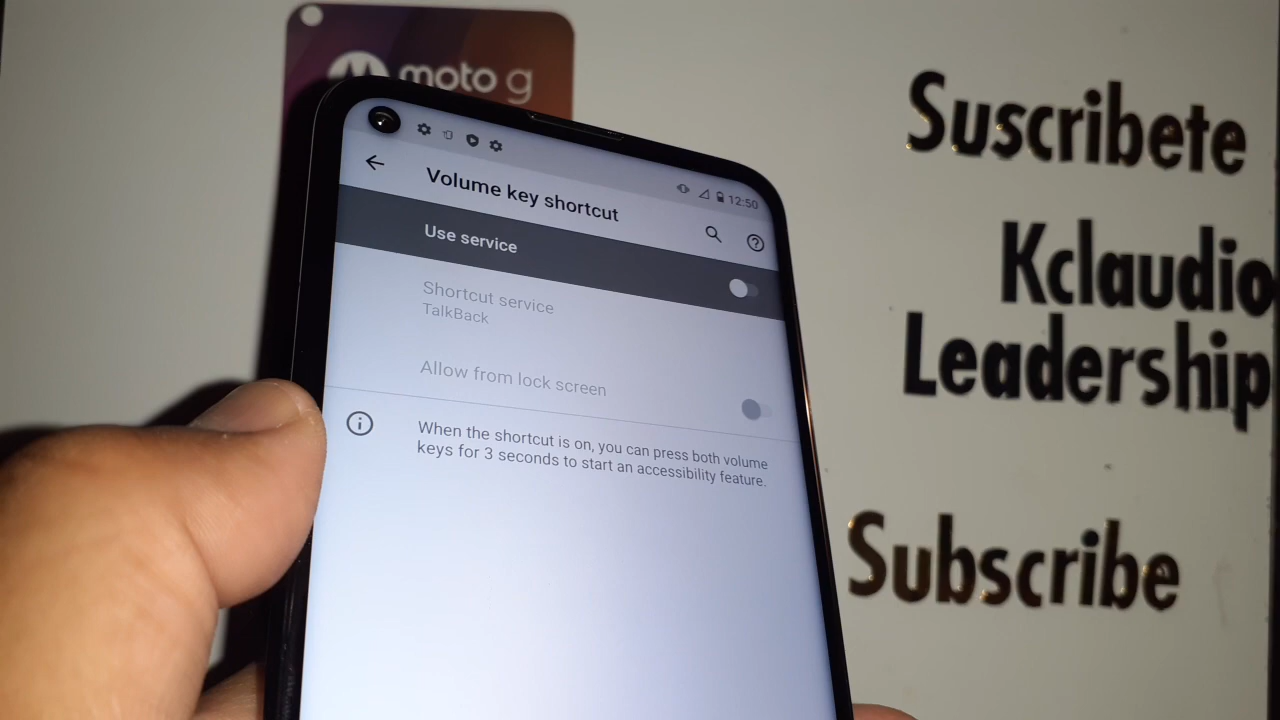 moto g
12:50
Volume key shortcut
Use service
Shortcut service
TalkBack
Allow from lock screen
When the shortcut is on, you can press both volume
keys for 3 seconds to start an accessibility feature.
Suscribete
Kclaudio
Leadership
Subscribe